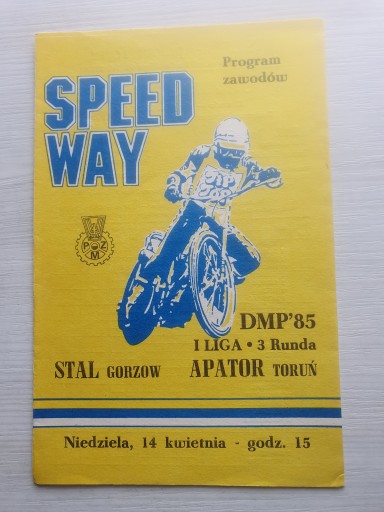 Program
zawodów
SPEED
WAY
PZM
DMP'85
I LIGA • 3 Runda
STAL GORZOW APATOR TORUŃ
Niedziela, 14 kwietnia - godz. 15